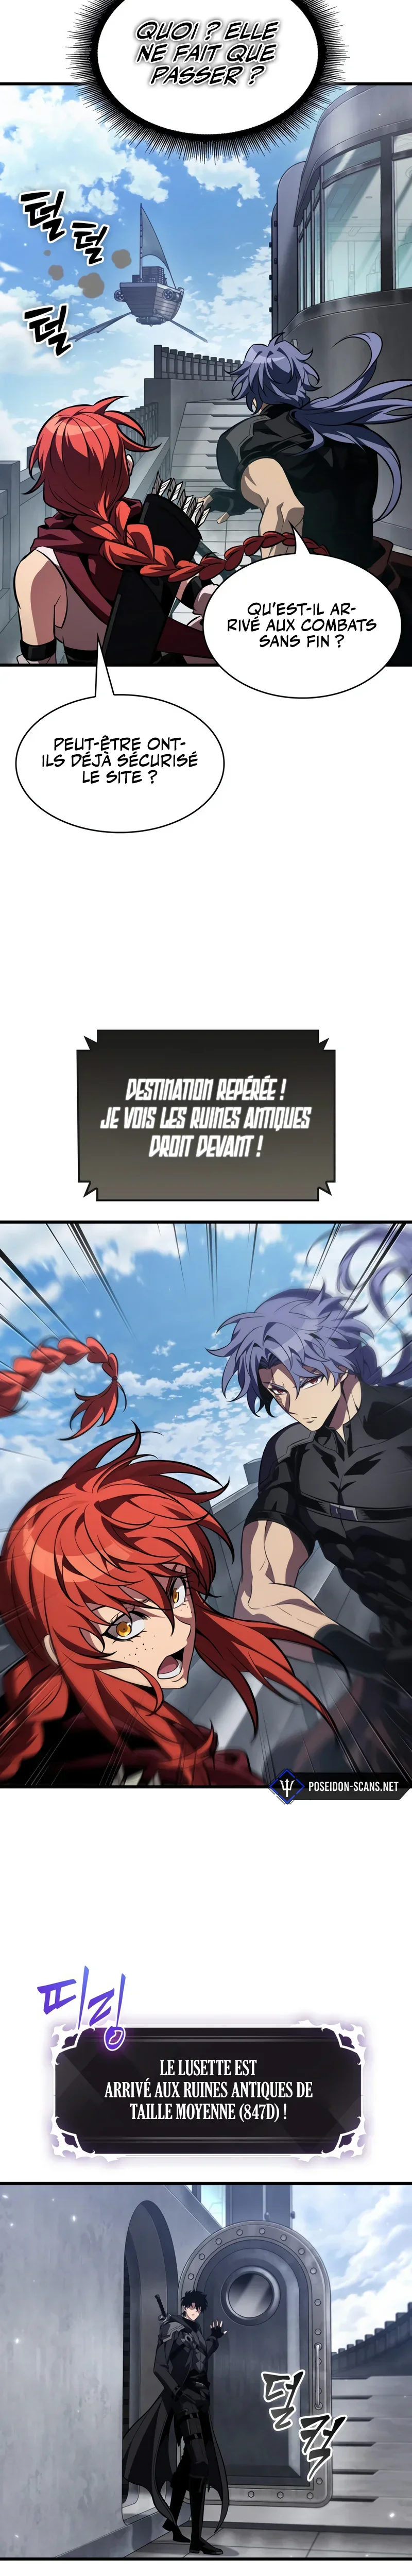 QUOI ? ELLE
NE FAIT QUE
PASSER ?
털
털
털
QU'EST-IL AR-
RIVÉ AUX COMBATS
SANS FIN ?
PEUT-ÊTRE ONT-
ILS DÉJÀ SÉCURISÉ
LE SITE ?
DESTINATION REPÉRÉE !
JE VOIS LES RUINES ANTIQUES
DROIT DEVANT !
POSEIDON-SCANS.NET
띠리
LE LUSETTE EST
ARRIVÉ AUX RUINES ANTIQUES DE
TAILLE MOYENNE (847D) !
덜컥